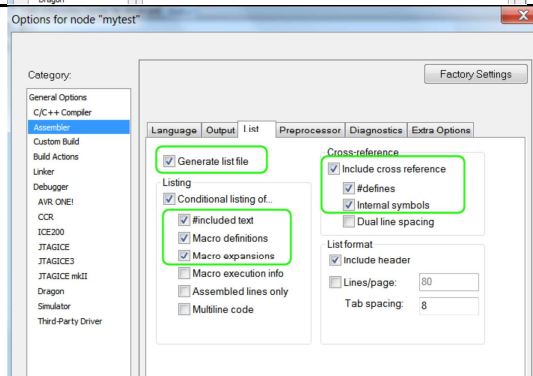 Dragon
Options for node "mytest"
X
Category:
Factory Settings
General Options
C/C++ Compiler
Assembler
Custom Build
Build Actions
Linker
Debugger
AVR ONE!
CCR
ICE200
JTAGICE
JTAGICE3
JTAGICE mkII
Dragon
Simulator
Third-Party Driver
Language Output List Preprocessor Diagnostics Extra Options
Generate list file
Listing
Conditional listing of...
#included text
Macro definitions
Macro expansions
Macro execution info
Assembled lines only
Multiline code
Cross-reference
Include cross reference
#defines
Internal symbols
Dual line spacing
List format
Include header
Lines/page: 80
Tab spacing: 8